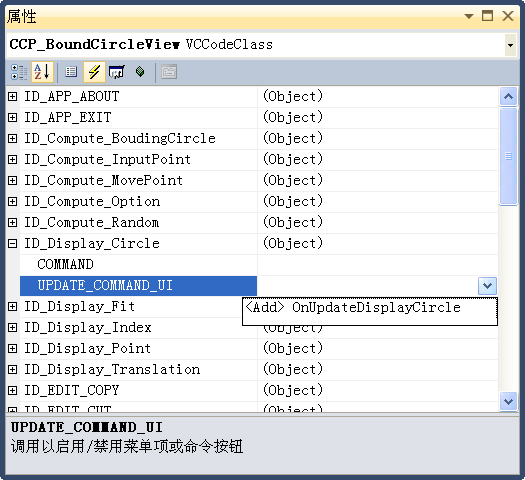 属性
CCP_BoundCircleView VCCodeClass
ID_APP_ABOUT (Object)
ID_APP_EXIT (Object)
ID_Compute_BoudingCircle (Object)
ID_Compute_InputPoint (Object)
ID_Compute_MovePoint (Object)
ID_Compute_Option (Object)
ID_Compute_Random (Object)
ID_Display_Circle (Object)
COMMAND
UPDATE_COMMAND_UI
ID_Display_Fit
<Add> OnUpdateDisplayCircle
ID_Display_Index (Object)
ID_Display_Point (Object)
ID_Display_Translation (Object)
ID_EDIT_COPY (Object)
ID_EDIT_CUT (Object)
UPDATE_COMMAND_UI
调用以启用/禁用菜单项或命令按钮